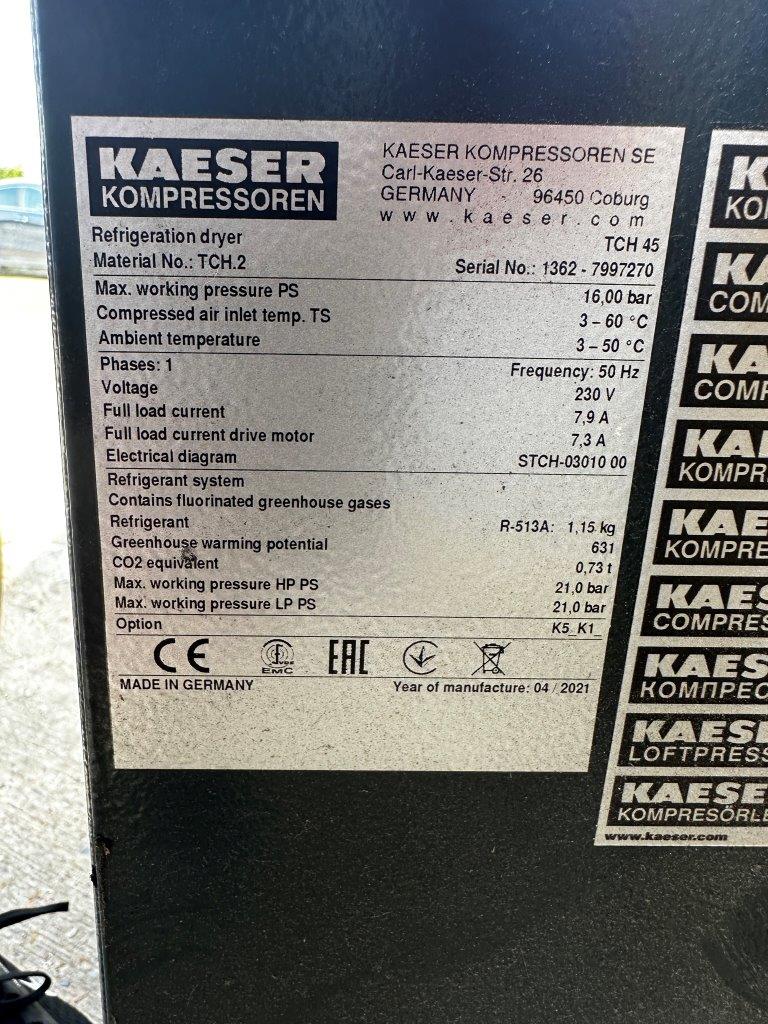 KAESER
KOMPRESSOREN
KAESER KOMPRESSOREN SE
Carl-Kaeser-Str. 26
GERMANY - 96450 Coburg
www.kaeser.com
Refrigeration dryer TCH 45
Material No.: TCH.2 Serial No.: 1362 - 7997270
Max. working pressure PS 16,00 bar
Compressed air inlet temp. TS 3 – 60 °C
Ambient temperature 3 – 50 °C
Phases: 1 Frequency: 50 Hz
Voltage 230 V
Full load current 7,9 A
Full load current drive motor 7,3 A
Electrical diagram STCH-03010 00
Refrigerant system
Contains fluorinated greenhouse gases
Refrigerant R-513A: 1,15 kg
Greenhouse warming potential 631
CO2 equivalent 0,73 t
Max. working pressure HP PS 21,0 bar
Max. working pressure LP PS 21,0 bar
Option K5_K1_
CE EMC EAC
MADE IN GERMANY Year of manufacture: 04 / 2021
K
KO
KA
COM
KA
COMP
KAE
KOMPR
KAE
KOMPRE
KAES
COMPRES
KAES
КОМПРЕС
KAESE
LOFTPRESS
KAESE
KOMPRESÖRLE
www.kaeser.com